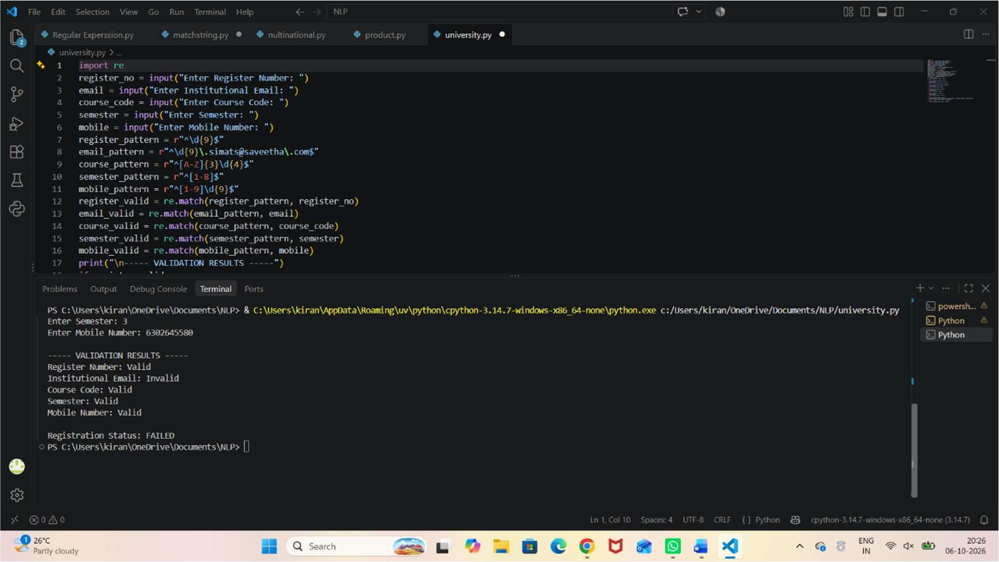 File Edit Selection View Go Run Terminal Help NLP
Regular Experssion.py matchstring.py nultinational.py product.py university.py
2
university.py > ...
1 import re
2 register_no = input("Enter Register Number: ")
3 email = input("Enter Institutional Email: ")
4 course_code = input("Enter Course Code: ")
5 semester = input("Enter Semester: ")
6 mobile = input("Enter Mobile Number: ")
7 register_pattern = r"^\d{9}$"
8 email_pattern = r"^\d{9}\.simats@saveetha\.com$"
9 course_pattern = r"^[A-Z]{3}\d{4}$"
10 semester_pattern = r"^[1-8]$"
11 mobile_pattern = r"^[1-9]\d{9}$"
12 register_valid = re.match(register_pattern, register_no)
13 email_valid = re.match(email_pattern, email)
14 course_valid = re.match(course_pattern, course_code)
15 semester_valid = re.match(semester_pattern, semester)
16 mobile_valid = re.match(mobile_pattern, mobile)
17 print("\n----- VALIDATION RESULTS -----")
Problems Output Debug Console Terminal Ports
PS C:\Users\kiran\OneDrive\Documents\NLP> & C:\Users\kiran\AppData\Roaming\uv\python\cpython-3.14.7-windows-x86_64-none\python.exe c:/Users/kiran/OneDrive/Documents/NLP/university.py
Enter Semester: 3
Enter Mobile Number: 6302645580
----- VALIDATION RESULTS -----
Register Number: Valid
Institutional Email: Invalid
Course Code: Valid
Semester: Valid
Mobile Number: Valid
Registration Status: FAILED
PS C:\Users\kiran\OneDrive\Documents\NLP>
powersh...
Python
Python
0 0 Ln 1, Col 10 Spaces: 4 UTF-8 CRLF { } Python cpython-3.14.7-windows-x86_64-none (3.14.7)
1 26°C
Partly cloudy
Search
ENG
IN
20:26
06-10-2026